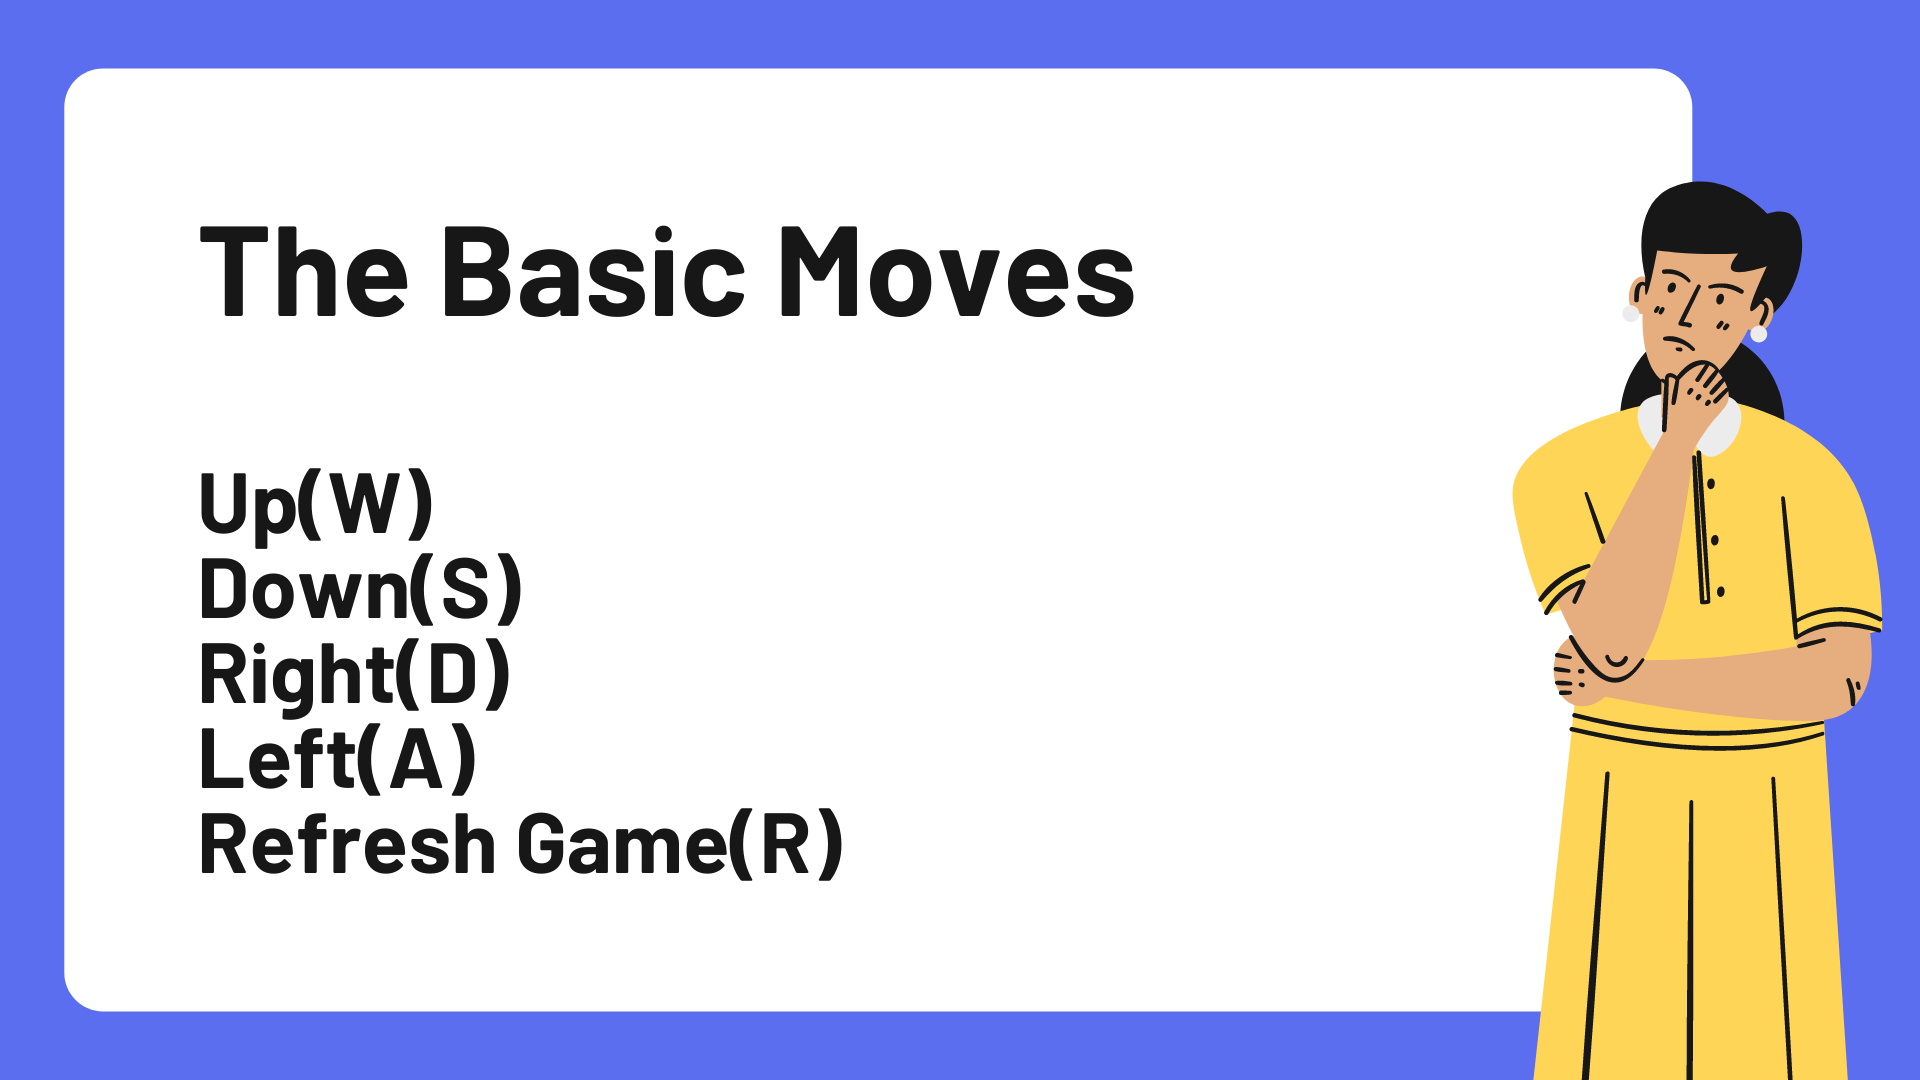 The Basic Moves
Up(W)
Down(S)
Right(D)
Left(A)
Refresh Game(R)